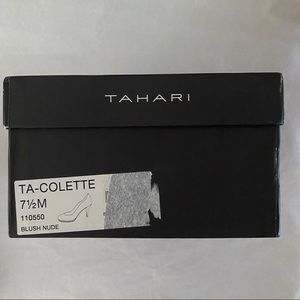 TAHARI
TA-COLETTE
7½M
110550
BLUSH NUDE